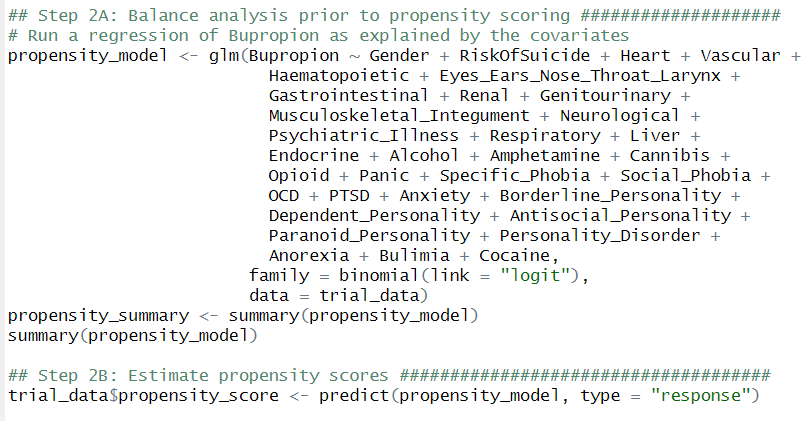 ## Step 2A: Balance analysis prior to propensity scoring ####################
# Run a regression of Bupropion as explained by the covariates
propensity_model <- glm(Bupropion ~ Gender + RiskOfSuicide + Heart + Vascular +
Haematopoietic + Eyes_Ears_Nose_Throat_Larynx +
Gastrointestinal + Renal + Genitourinary +
Musculoskeletal_Integument + Neurological +
Psychiatric_Illness + Respiratory + Liver +
Endocrine + Alcohol + Amphetamine + Cannibis +
Opioid + Panic + Specific_Phobia + Social_Phobia +
OCD + PTSD + Anxiety + Borderline_Personality +
Dependent_Personality + Antisocial_Personality +
Paranoid_Personality + Personality_Disorder +
Anorexia + Bulimia + Cocaine,
family = binomial(link = "logit"),
data = trial_data)
propensity_summary <- summary(propensity_model)
summary(propensity_model)
## Step 2B: Estimate propensity scores #####################################
trial_data$propensity_score <- predict(propensity_model, type = "response")